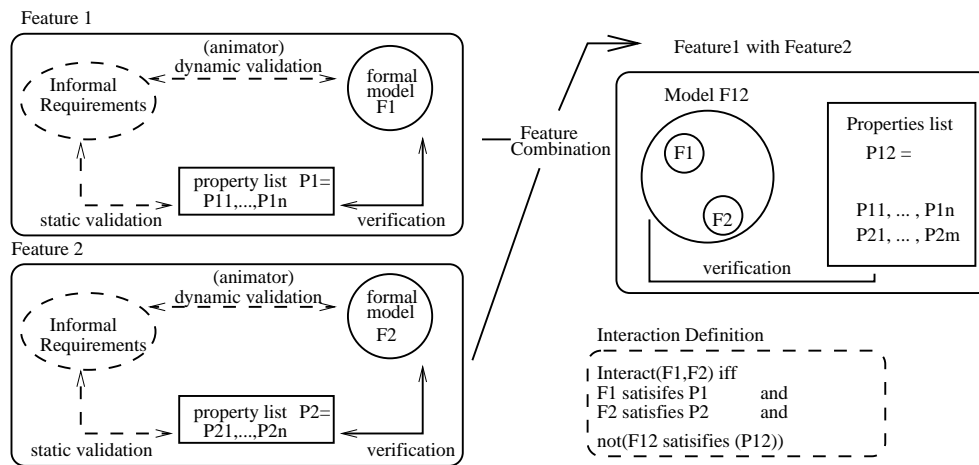 Feature 1
(animator)
dynamic validation
Informal
Requirements
formal
model
F1
property list P1=
P11,...,P1n
static validation
verification
Feature 2
(animator)
dynamic validation
Informal
Requirements
formal
model
F2
property list P2=
P21,...,P2n
static validation
verification
Feature
Combination
Feature1 with Feature2
Model F12
F1
F2
Properties list
P12 =
P11, ... , P1n
P21, ... , P2m
verification
Interaction Definition
Interact(F1,F2) iff
F1 satisifes P1 and
F2 satisfies P2 and
not(F12 satisifies (P12))